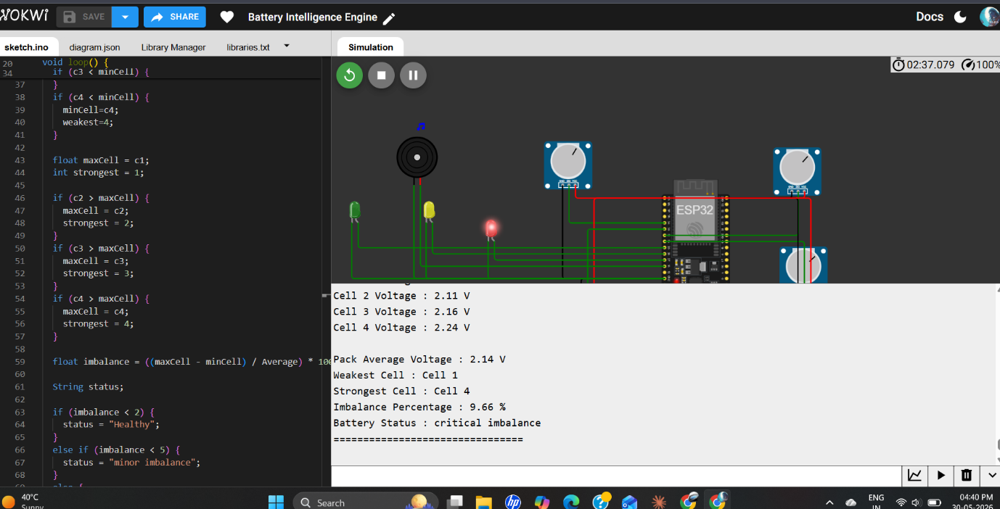 WOKWi SAVE SHARE Battery Intelligence Engine Docs
sketch.ino diagram.json Library Manager libraries.txt Simulation
02:37.079 100%
20 void loop() {
34 if (c3 < minCell) {
37 }
38 if (c4 < minCell) {
39 minCell=c4;
40 weakest=4;
41 }
42
43 float maxCell = c1;
44 int strongest = 1;
45
46 if (c2 > maxCell) {
47 maxCell = c2;
48 strongest = 2;
49 }
50 if (c3 > maxCell) {
51 maxCell = c3;
52 strongest = 3;
53 }
54 if (c4 > maxCell) {
55 maxCell = c4;
56 strongest = 4;
57 }
58
59 float imbalance = ((maxCell - minCell) / Average) * 100
60
61 String status;
62
63 if (imbalance < 2) {
64 status = "Healthy";
65 }
66 else if (imbalance < 5) {
67 status = "minor imbalance";
68 }
69 else {
GND SIG VCC
GND SIG VCC
ESP32
Cell 2 Voltage : 2.11 V
Cell 3 Voltage : 2.16 V
Cell 4 Voltage : 2.24 V
Pack Average Voltage : 2.14 V
Weakest Cell : Cell 1
Strongest Cell : Cell 4
Imbalance Percentage : 9.66 %
Battery Status : critical imbalance
================================
40°C
Sunny
Search
ENG
IN
04:40 PM
30-05-2026